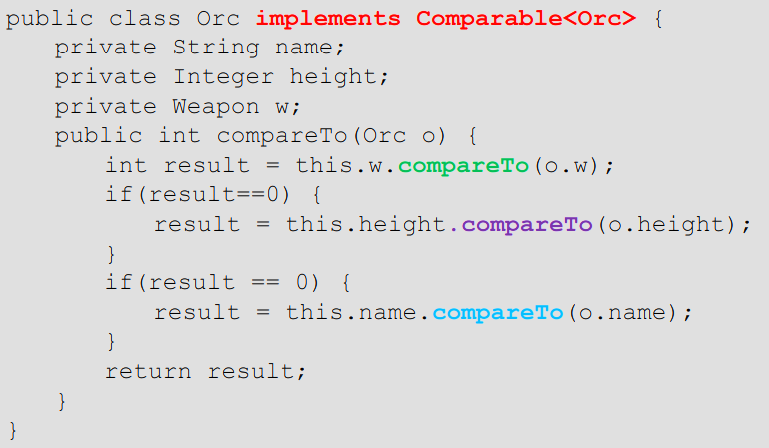 public class Orc implements Comparable<Orc> {
private String name;
private Integer height;
private Weapon w;
public int compareTo(Orc o) {
int result = this.w.compareTo(o.w);
if(result==0) {
result = this.height.compareTo(o.height);
}
if(result == 0) {
result = this.name.compareTo(o.name);
}
return result;
}
}